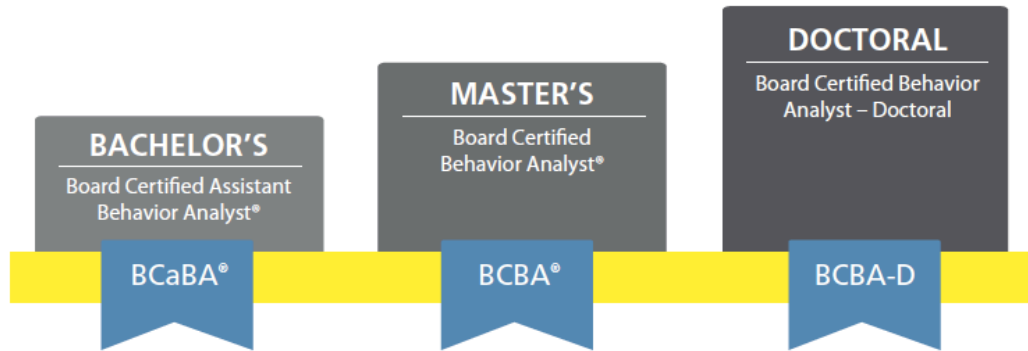 BACHELOR'S
Board Certified Assistant
Behavior Analyst®
BCaBA®
MASTER'S
Board Certified
Behavior Analyst®
BCBA®
DOCTORAL
Board Certified Behavior
Analyst – Doctoral
BCBA-D